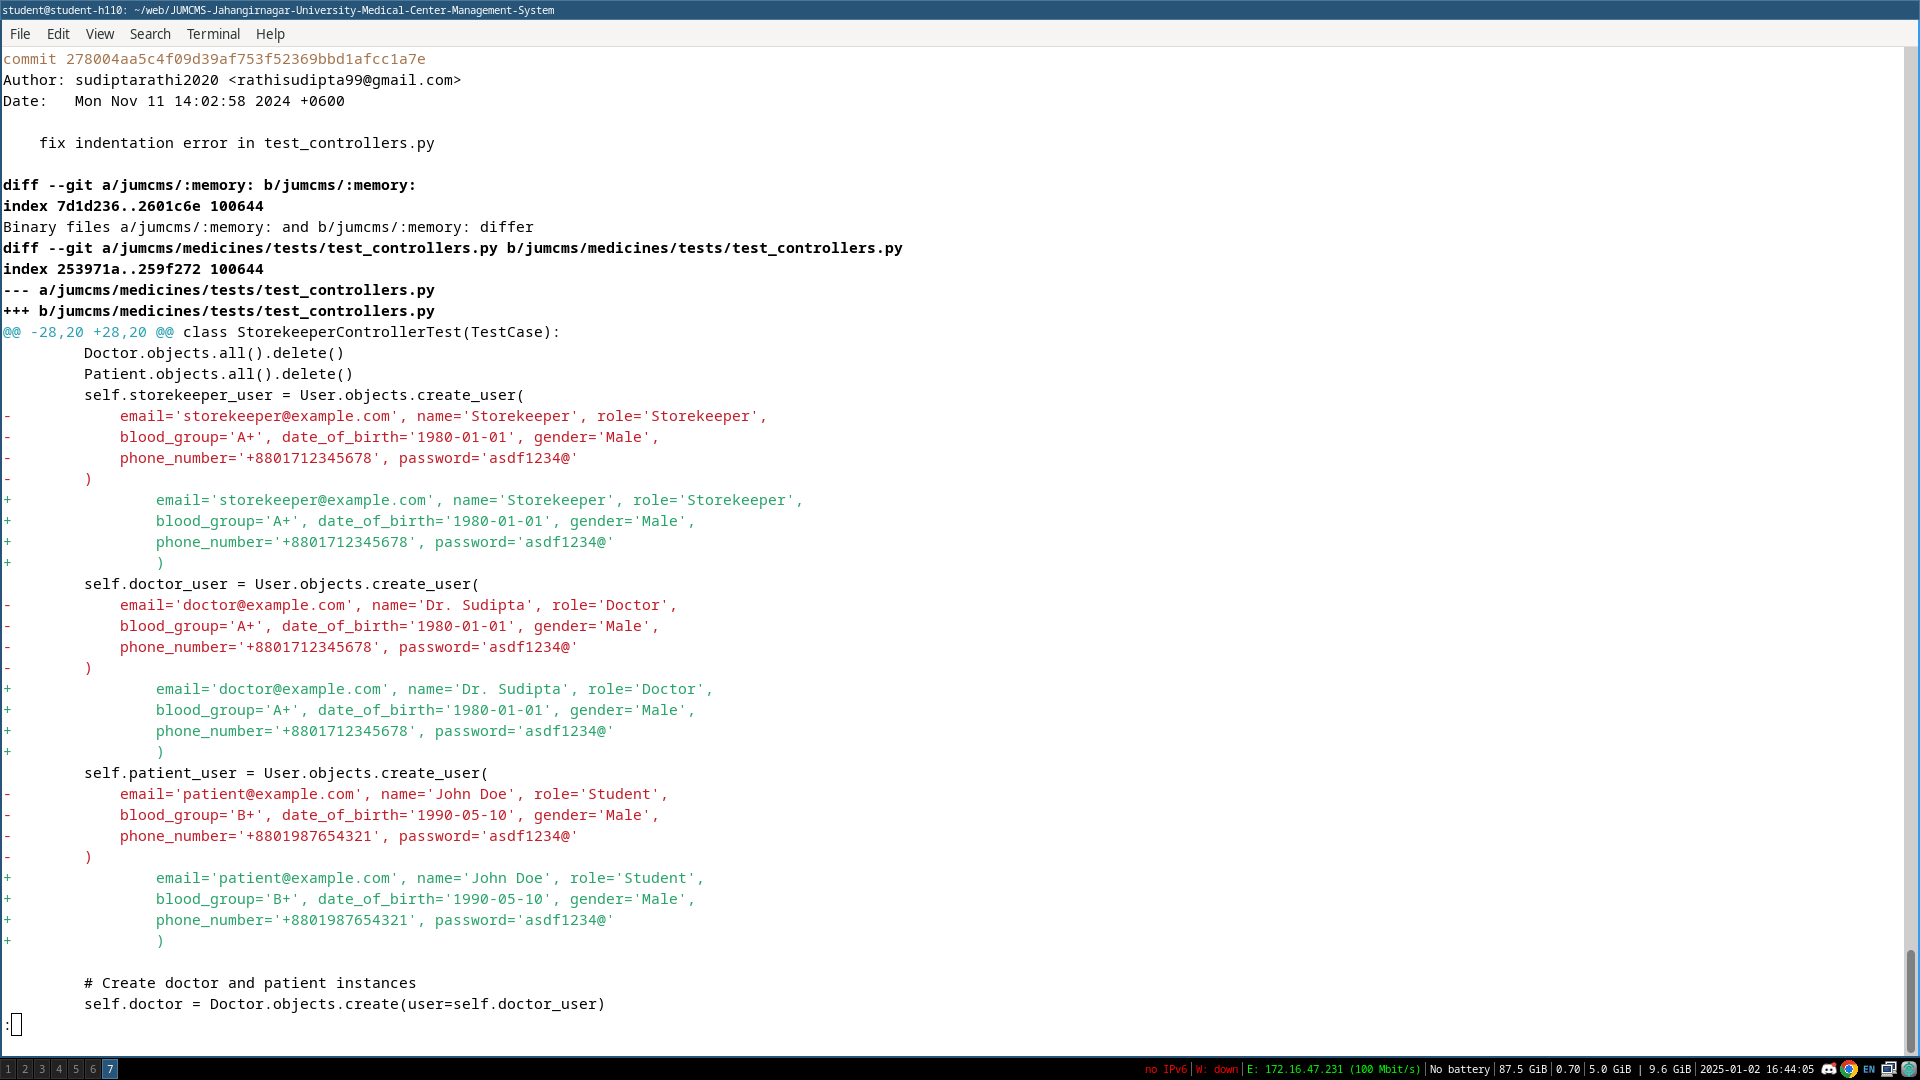 student@student-h110: ~/web/JUMCMS-Jahangirnagar-University-Medical-Center-Management-System
File Edit View Search Terminal Help
commit 278004aa5c4f09d39af753f52369bbd1afcc1a7e
Author: sudiptarathi2020 <rathisudipta99@gmail.com>
Date:   Mon Nov 11 14:02:58 2024 +0600
    fix indentation error in test_controllers.py
diff --git a/jumcms/:memory: b/jumcms/:memory:
index 7d1d236..2601c6e 100644
Binary files a/jumcms/:memory: and b/jumcms/:memory: differ
diff --git a/jumcms/medicines/tests/test_controllers.py b/jumcms/medicines/tests/test_controllers.py
index 253971a..259f272 100644
--- a/jumcms/medicines/tests/test_controllers.py
+++ b/jumcms/medicines/tests/test_controllers.py
@@ -28,20 +28,20 @@ class StorekeeperControllerTest(TestCase):
         Doctor.objects.all().delete()
         Patient.objects.all().delete()
         self.storekeeper_user = User.objects.create_user(
-            email='storekeeper@example.com', name='Storekeeper', role='Storekeeper',
-            blood_group='A+', date_of_birth='1980-01-01', gender='Male',
-            phone_number='+8801712345678', password='asdf1234@'
-        )
+                email='storekeeper@example.com', name='Storekeeper', role='Storekeeper',
+                blood_group='A+', date_of_birth='1980-01-01', gender='Male',
+                phone_number='+8801712345678', password='asdf1234@'
+                )
         self.doctor_user = User.objects.create_user(
-            email='doctor@example.com', name='Dr. Sudipta', role='Doctor',
-            blood_group='A+', date_of_birth='1980-01-01', gender='Male',
-            phone_number='+8801712345678', password='asdf1234@'
-        )
+                email='doctor@example.com', name='Dr. Sudipta', role='Doctor',
+                blood_group='A+', date_of_birth='1980-01-01', gender='Male',
+                phone_number='+8801712345678', password='asdf1234@'
+                )
         self.patient_user = User.objects.create_user(
-            email='patient@example.com', name='John Doe', role='Student',
-            blood_group='B+', date_of_birth='1990-05-10', gender='Male',
-            phone_number='+8801987654321', password='asdf1234@'
-        )
+                email='patient@example.com', name='John Doe', role='Student',
+                blood_group='B+', date_of_birth='1990-05-10', gender='Male',
+                phone_number='+8801987654321', password='asdf1234@'
+                )
         # Create doctor and patient instances
         self.doctor = Doctor.objects.create(user=self.doctor_user)
:
1 2 3 4 5 6 7 no IPv6|W: down|E: 172.16.47.231 (100 Mbit/s)|No battery|87.5 GiB|0.70|5.0 GiB | 9.6 GiB|2025-01-02 16:44:05 EN